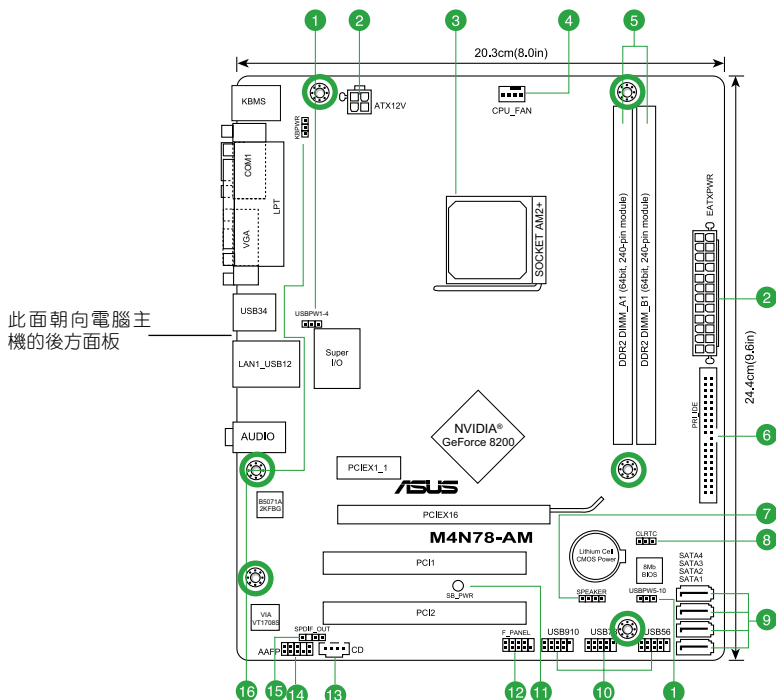 1
2
3
4
5
20.3cm(8.0in)
KBMS
KBPWR
ATX12V
CPU_FAN
COM1
LPT
VGA
SOCKET AM2+
DDR2 DIMM_A1 (64bit, 240-pin module)
DDR2 DIMM_B1 (64bit, 240-pin module)
EATXPWR
2
24.4cm(9.6in)
此面朝向電腦主
機的後方面板
USB34
USBPW1-4
Super
I/O
LAN1_USB12
PRI_IDE
6
AUDIO
NVIDIA®
GeForce 8200
PCIEX1_1
B5071A
2KFBG
ASUS
PCIEX16
M4N78-AM
7
CLRTC
8
Lithium Cell
CMOS Power
8Mb
BIOS
SATA4
SATA3
SATA2
SATA1
PCI1
SB_PWR
SPEAKER
USBPW5-10
9
1
VIA
VT1708S
PCI2
SPDIF_OUT
AAFP
CD
F_PANEL
USB910
USB56
16
15
14
13
12
11
10